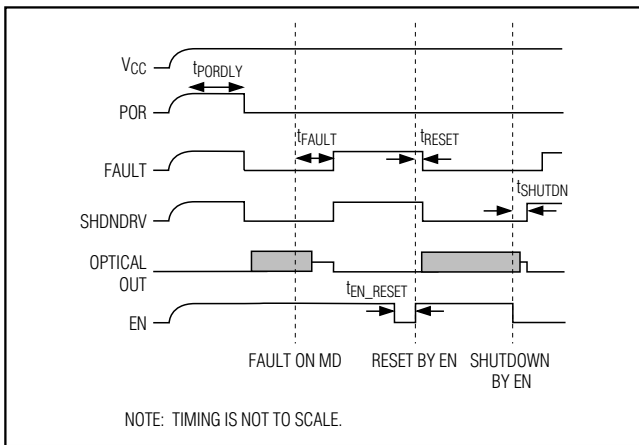 VCC
tPORDLY
POR
tFAULT
tRESET
FAULT
tSHUTDN
SHDNDRV
OPTICAL
OUT
tEN_RESET
EN
FAULT ON MD
RESET BY EN
SHUTDOWN
BY EN
NOTE: TIMING IS NOT TO SCALE.